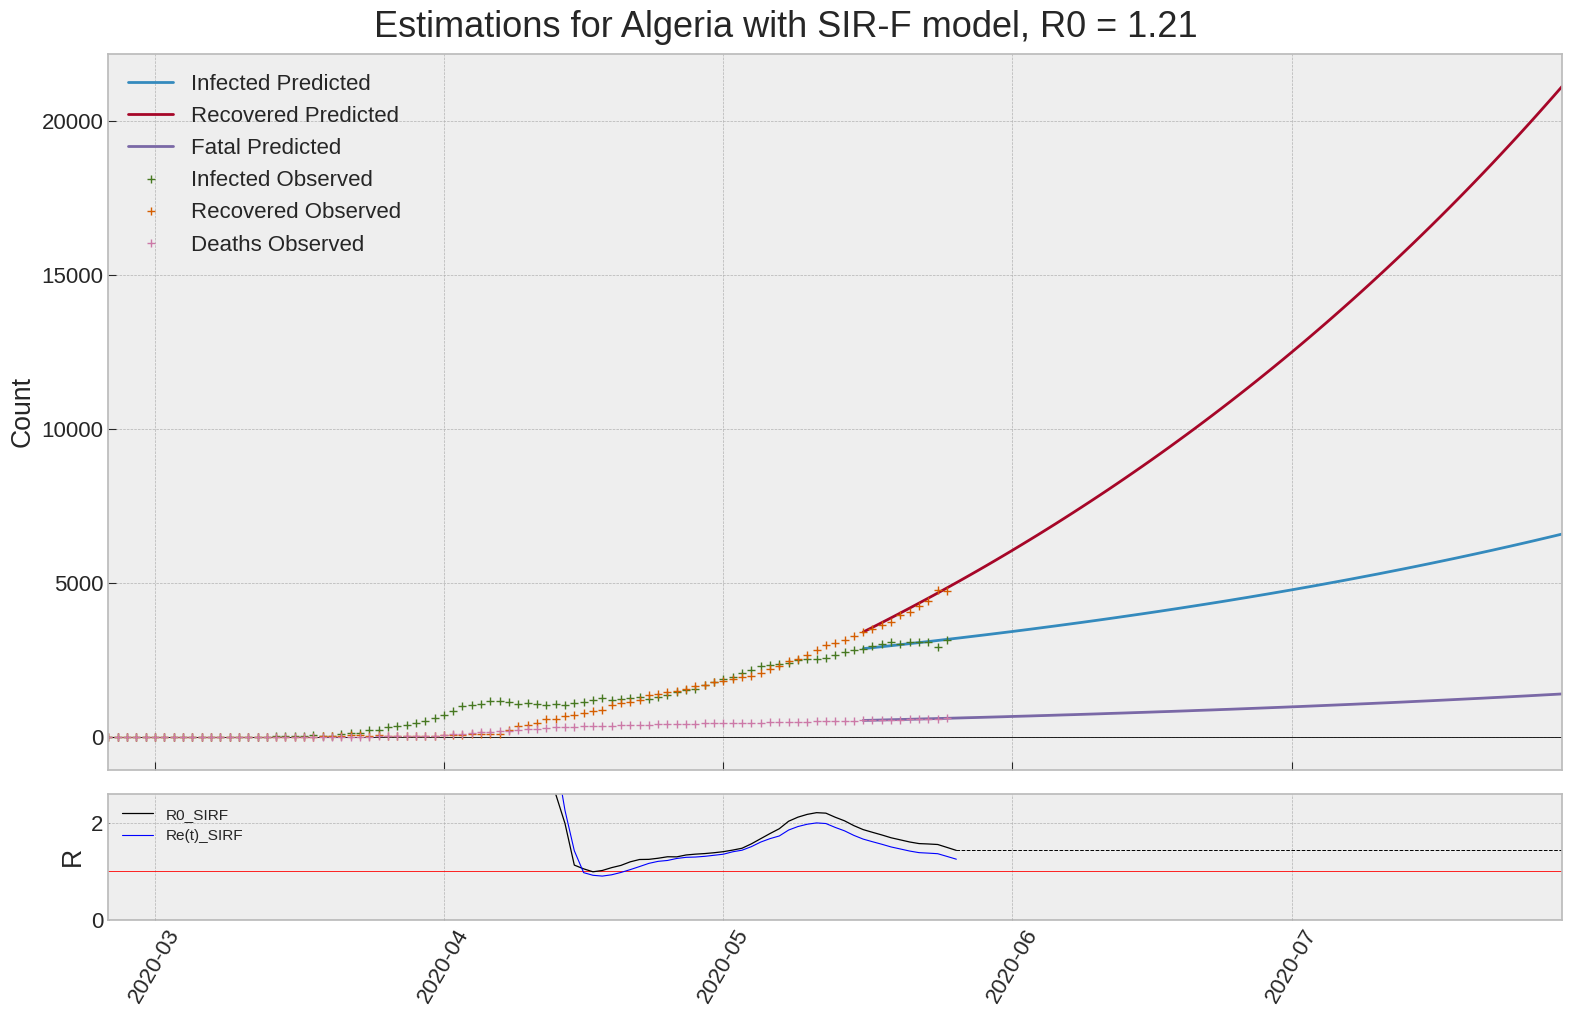 Estimations for Algeria with SIR-F model, R0 = 1.21
Infected Predicted
Recovered Predicted
Fatal Predicted
Infected Observed
Recovered Observed
Deaths Observed
20000
15000
10000
5000
0
Count
R0_SIRF
Re(t)_SIRF
2
0
R
2020-03
2020-04
2020-05
2020-06
2020-07